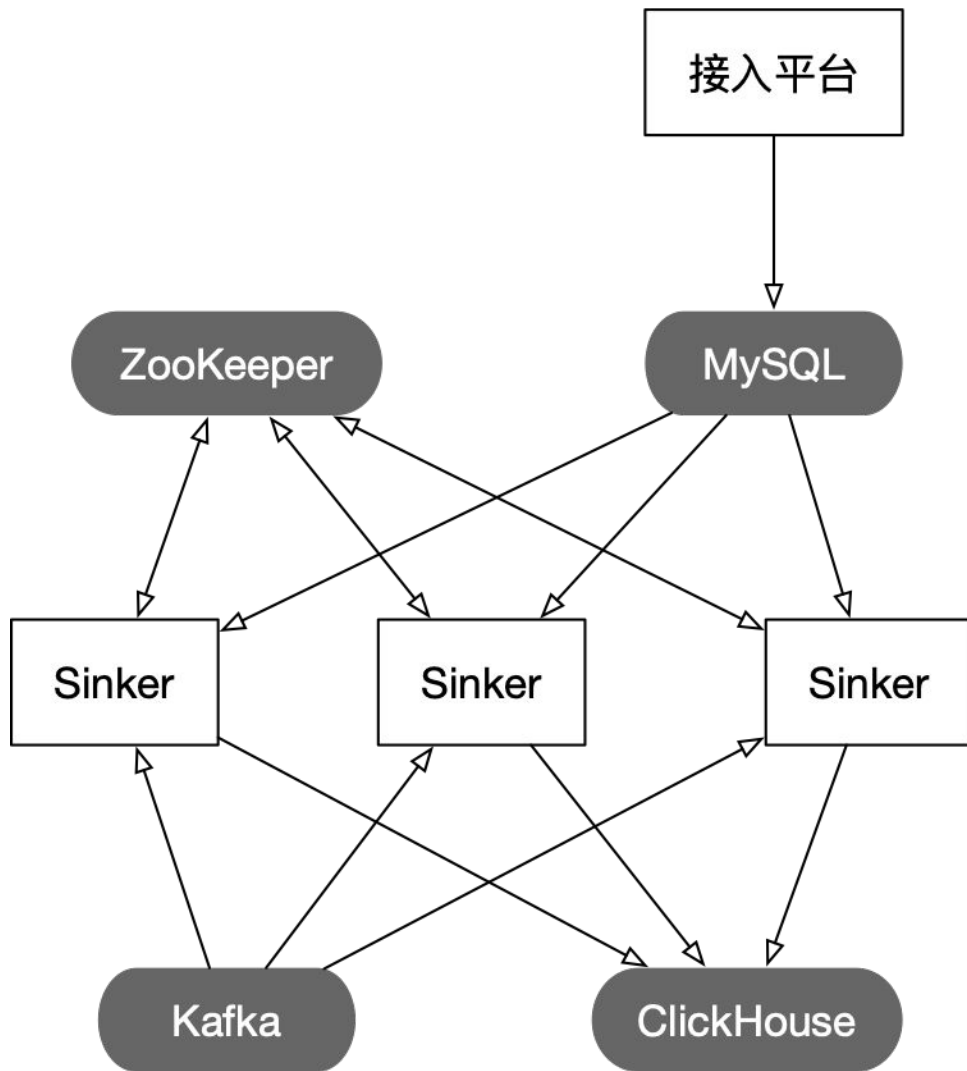 接入平台
ZooKeeper
MySQL
Sinker
Sinker
Sinker
Kafka
ClickHouse